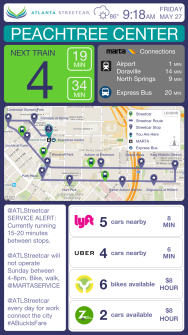 ATLANTA STREETCAR
86°
9:18AM
FRIDAY
MAY 27
PEACHTREE CENTER
NEXT TRAIN
4
19
MIN
34
MIN
marta Connections
Airport 1 MIN
Doraville 14 MIN
North Springs 9 MIN
Express Bus 20 MIN
Streetcar
Streetcar Route
Streetcar Stop
You Are Here
MARTA
Express Bus
@ATLStreetcar
SERVICE ALERT:
Currently running
15-20 minutes
between stops.
@ATLStreetcar will
not operate
Sunday between
4-8pm. Bike, walk,
@MARTASERVICE
@ATLStreetcar
every day for work
connect the city
#ABuckIsFare
lyft 5 cars nearby 8 MIN
UBER 4 cars nearby 6 MIN
6 bikes available $8 HOUR
2 cars available $8 HOUR